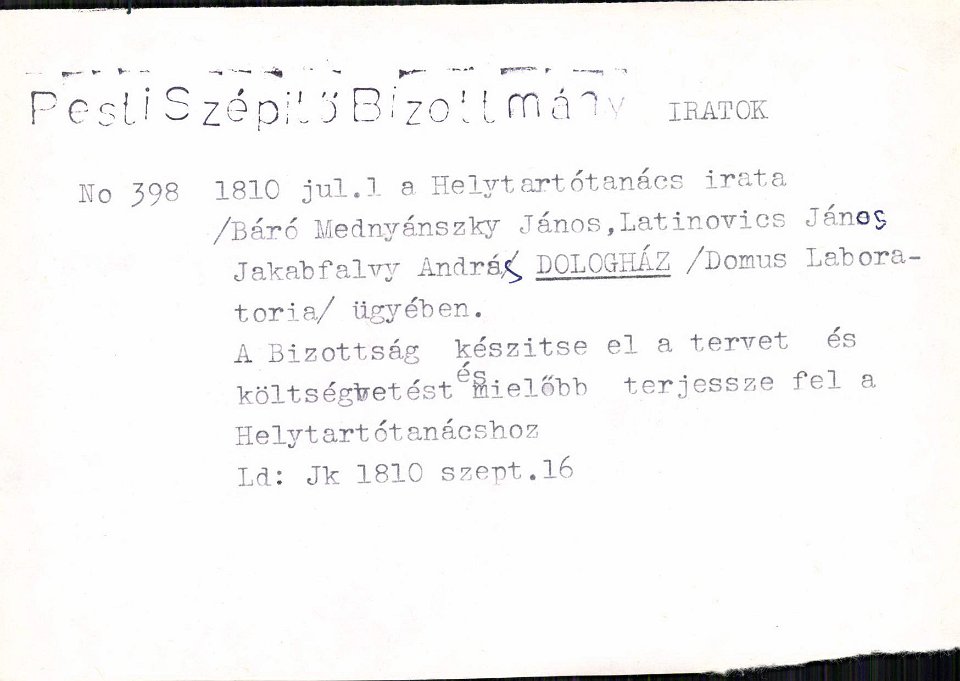 Pesti Szépitő Bizottmány IRATOK
No 398 1810 jul.1 a Helytartótanács irata
/Báró Mednyánszky János,Latinovics János
Jakabfalvy András DOLOGHÁZ /Domus Labora-
toria/ ügyében.
A Bizottság készitse el a tervet és
költségvetést és mielőbb terjessze fel a
Helytartótanácshoz
Ld: Jk 1810 szept.16